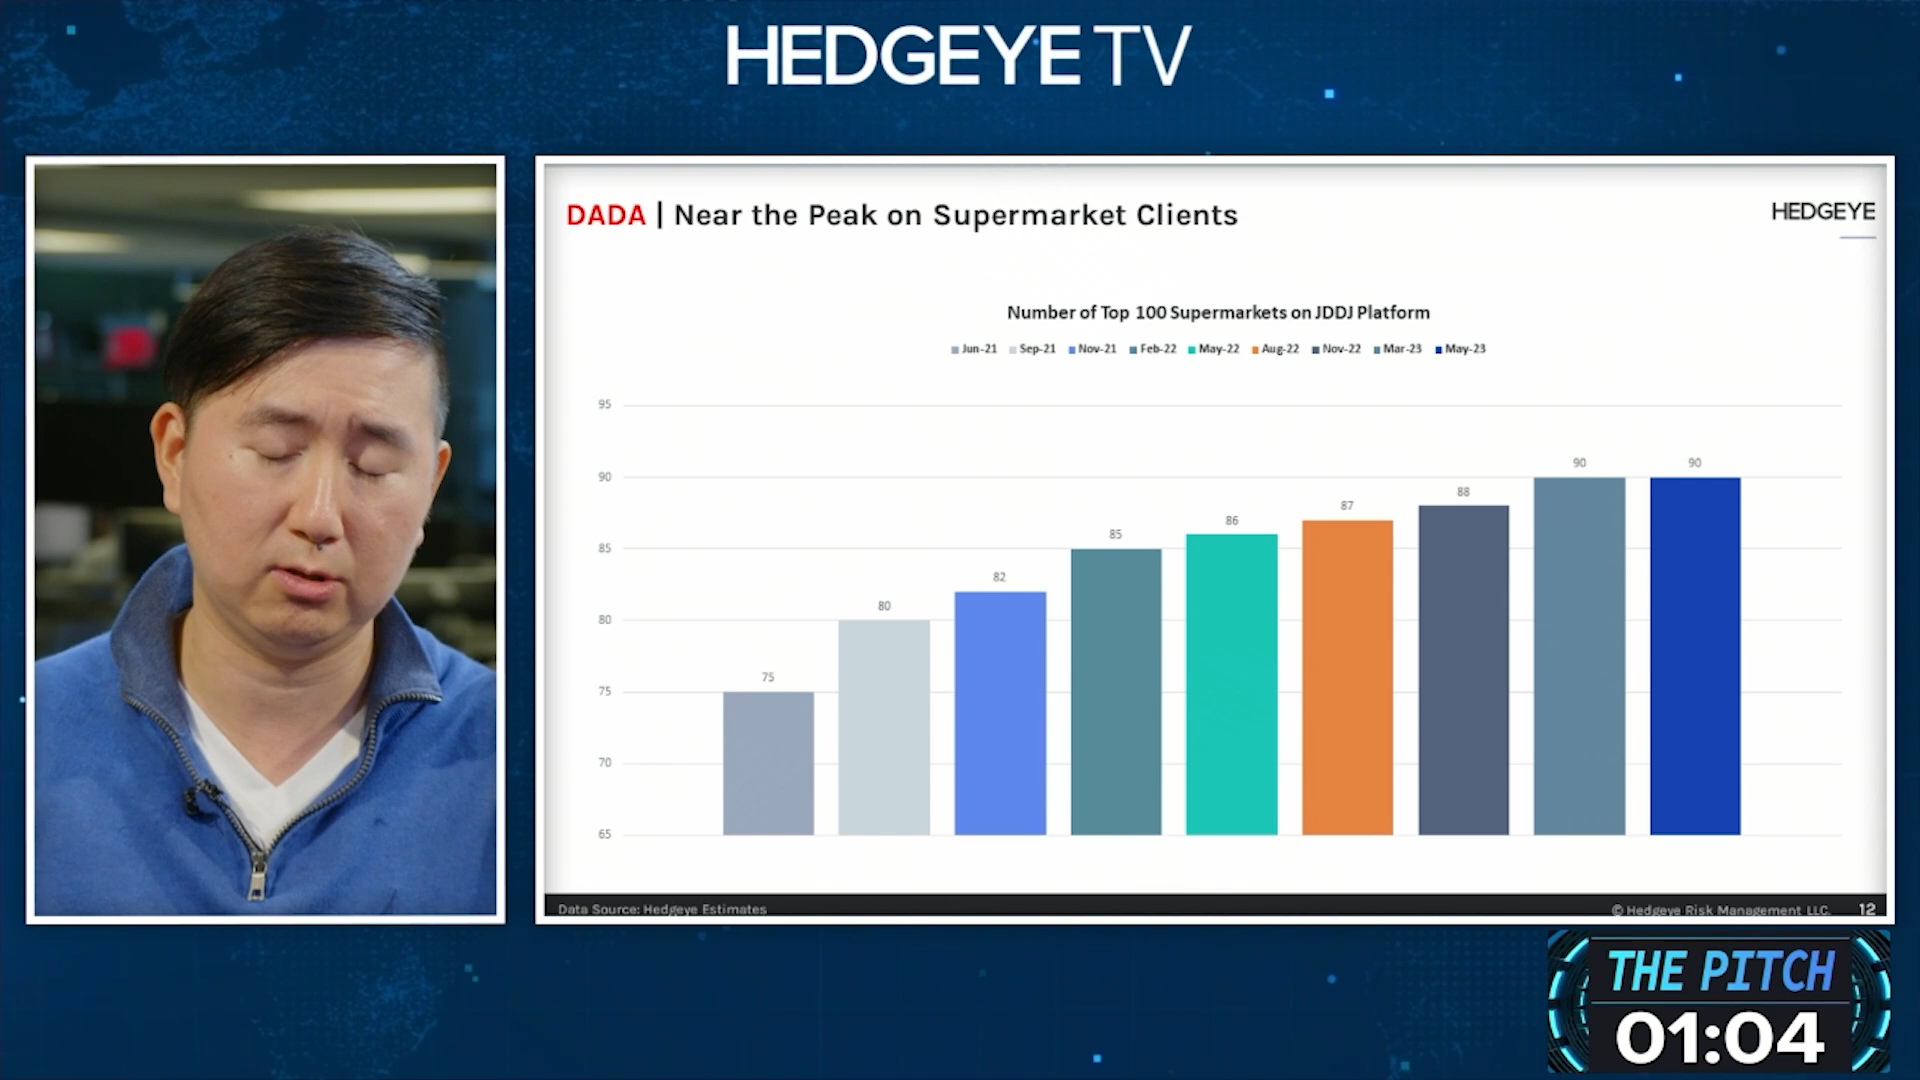 HEDGEYE TV
DADA | Near the Peak on Supermarket Clients
HEDGEYE
Number of Top 100 Supermarkets on JDDJ Platform
Jun-21 Sep-21 Nov-21 Feb-22 May-22 Aug-22 Nov-22 Mar-23 May-23
95
90
85
80
75
70
65
75
80
82
85
86
87
88
90
90
Data Source: Hedgeye Estimates
© Hedgeye Risk Management LLC.
12
THE PITCH
01:04